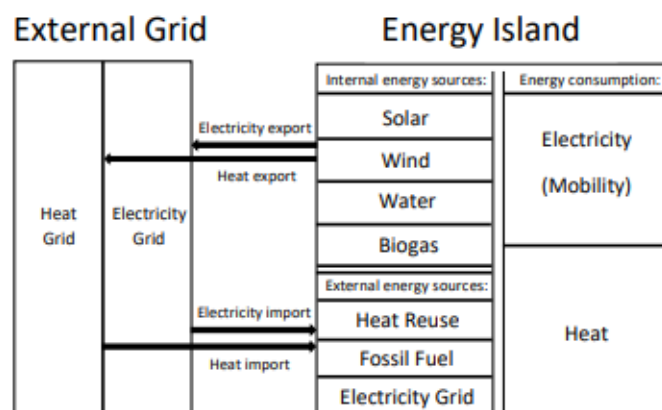 External Grid
Energy Island
Heat
Grid
Electricity
Grid
Electricity export
Heat export
Electricity import
Heat import
Internal energy sources:
Solar
Wind
Water
Biogas
External energy sources:
Heat Reuse
Fossil Fuel
Electricity Grid
Energy consumption:
Electricity
(Mobility)
Heat